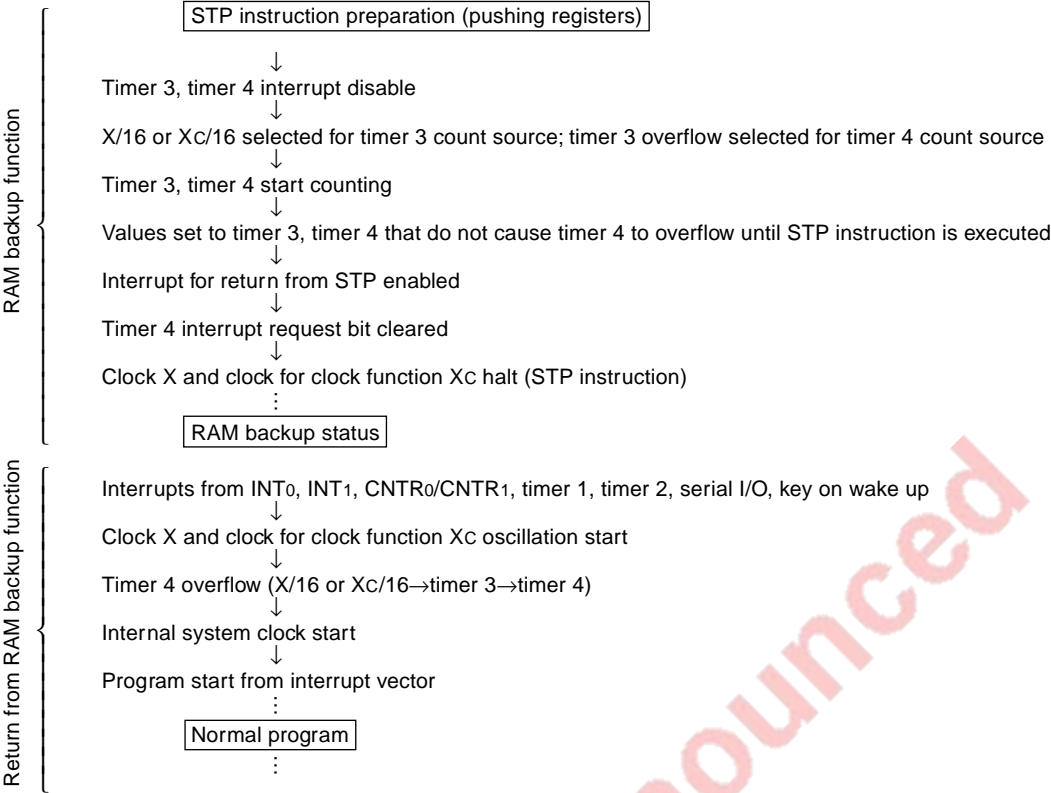 RAM backup function
STP instruction preparation (pushing registers)
↓
Timer 3, timer 4 interrupt disable
↓
X/16 or XC/16 selected for timer 3 count source; timer 3 overflow selected for timer 4 count source
↓
Timer 3, timer 4 start counting
↓
Values set to timer 3, timer 4 that do not cause timer 4 to overflow until STP instruction is executed
↓
Interrupt for return from STP enabled
↓
Timer 4 interrupt request bit cleared
↓
Clock X and clock for clock function XC halt (STP instruction)
⋮
RAM backup status
Return from RAM backup function
Interrupts from INT0, INT1, CNTR0/CNTR1, timer 1, timer 2, serial I/O, key on wake up
↓
Clock X and clock for clock function XC oscillation start
↓
Timer 4 overflow (X/16 or XC/16→timer 3→timer 4)
↓
Internal system clock start
↓
Program start from interrupt vector
⋮
Normal program
⋮